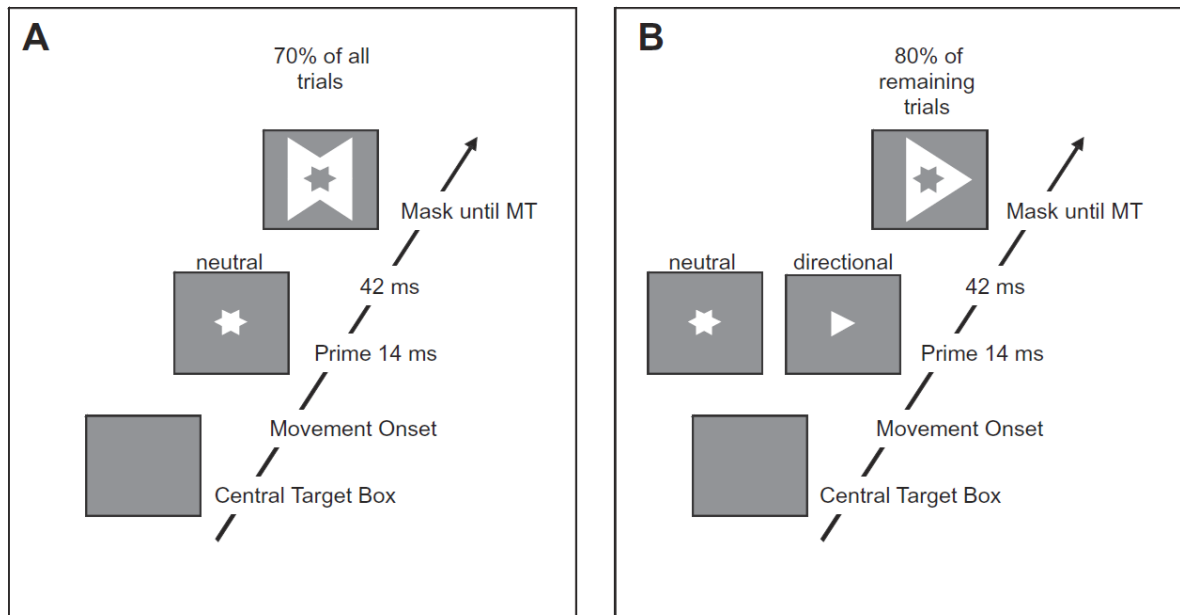 A
70% of all
trials
Mask until MT
neutral
42 ms
Prime 14 ms
Movement Onset
Central Target Box
B
80% of
remaining
trials
Mask until MT
neutral
directional
42 ms
Prime 14 ms
Movement Onset
Central Target Box